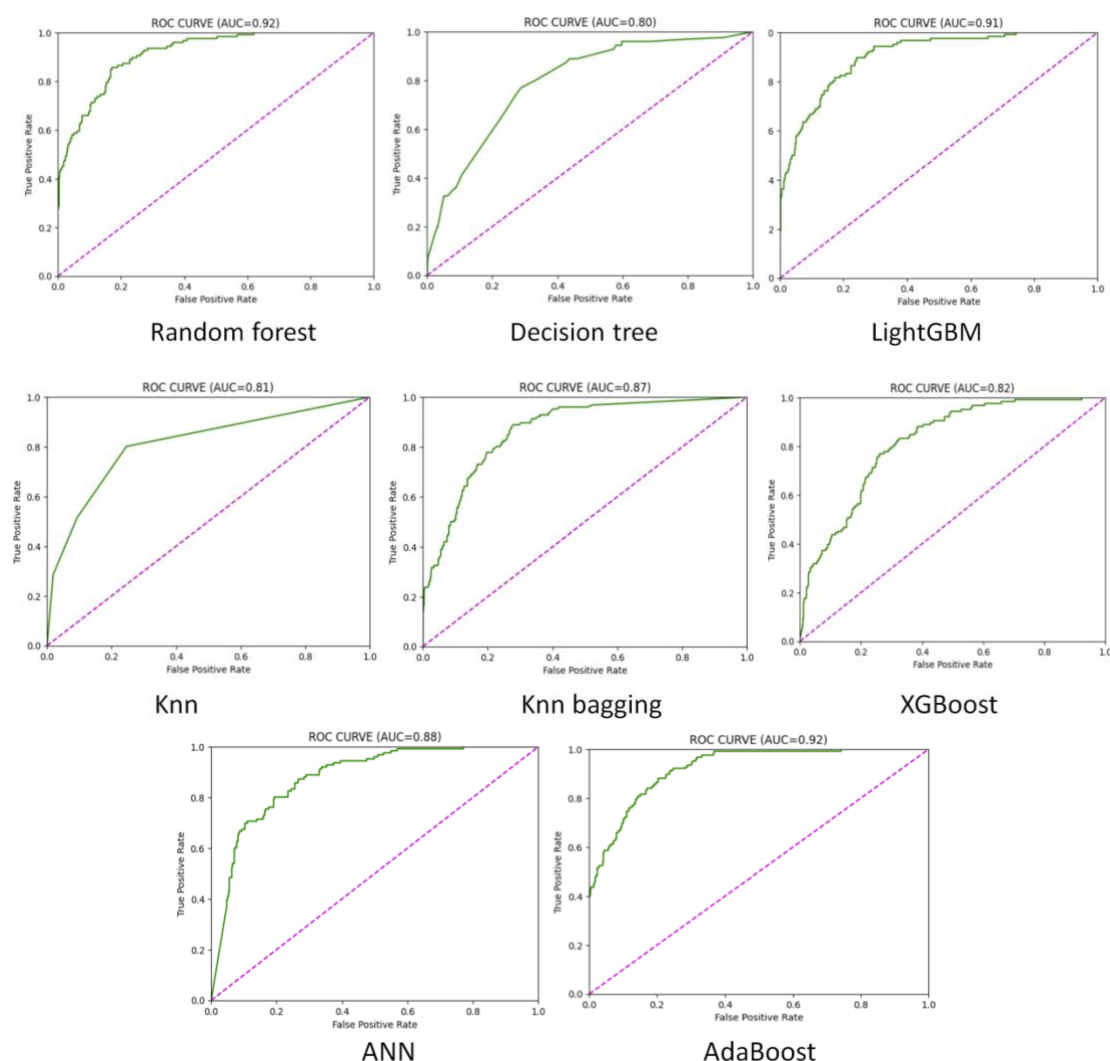 ROC CURVE (AUC=0.92)
1.0
0.8
0.6
0.4
0.2
0.0
True Positive Rate
0.0 0.2 0.4 0.6 0.8 1.0
False Positive Rate
Random forest
ROC CURVE (AUC=0.80)
1.0
0.8
0.6
0.4
0.2
0.0
True Positive Rate
0.0 0.2 0.4 0.6 0.8 1.0
False Positive Rate
Decision tree
ROC CURVE (AUC=0.91)
0
8
6
4
2
0
0.0 0.2 0.4 0.6 0.8 1.0
False Positive Rate
LightGBM
ROC CURVE (AUC=0.81)
1.0
0.8
0.6
0.4
0.2
0.0
True Positive Rate
0.0 0.2 0.4 0.6 0.8 1.0
False Positive Rate
Knn
ROC CURVE (AUC=0.87)
1.0
0.8
0.6
0.4
0.2
0.0
True Positive Rate
0.0 0.2 0.4 0.6 0.8 1.0
False Positive Rate
Knn bagging
ROC CURVE (AUC=0.82)
1.0
0.8
0.6
0.4
0.2
0.0
True Positive Rate
0.0 0.2 0.4 0.6 0.8 1.0
False Positive Rate
XGBoost
ROC CURVE (AUC=0.88)
1.0
0.8
0.6
0.4
0.2
0.0
True Positive Rate
0.0 0.2 0.4 0.6 0.8 1.0
False Positive Rate
ANN
ROC CURVE (AUC=0.92)
1.0
0.8
0.6
0.4
0.2
0.0
True Positive Rate
0.0 0.2 0.4 0.6 0.8 1.0
False Positive Rate
AdaBoost